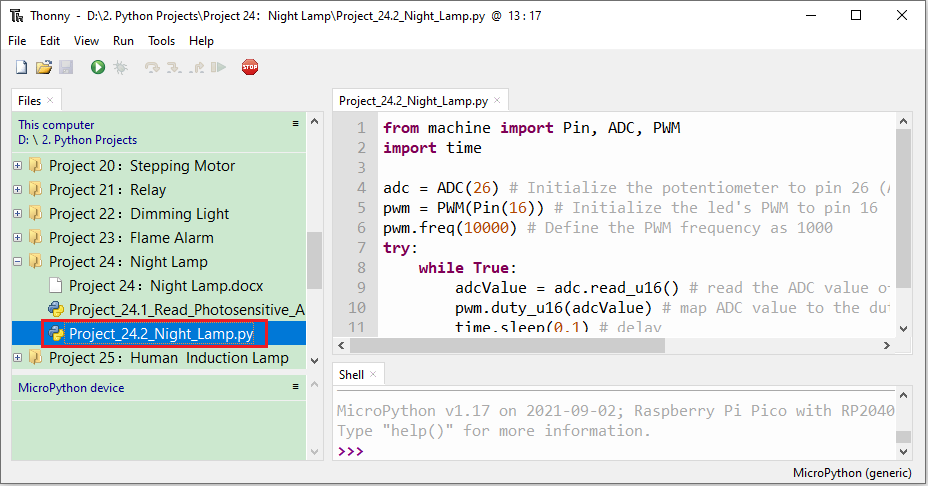 Thonny - D:\2. Python Projects\Project 24：Night Lamp\Project_24.2_Night_Lamp.py @ 13 : 17
File Edit View Run Tools Help
STOP
Files
This computer
D: \ 2. Python Projects
Project 20：Stepping Motor
Project 21：Relay
Project 22：Dimming Light
Project 23：Flame Alarm
Project 24：Night Lamp
Project 24：Night Lamp.docx
Project_24.1_Read_Photosensitive_A
Project_24.2_Night_Lamp.py
Project 25：Human Induction Lamp
MicroPython device
Project_24.2_Night_Lamp.py
1 from machine import Pin, ADC, PWM
2 import time
3
4 adc = ADC(26) # Initialize the potentiometer to pin 26 (A
5 pwm = PWM(Pin(16)) # Initialize the led's PWM to pin 16
6 pwm.freq(10000) # Define the PWM frequency as 1000
7 try:
8 while True:
9 adcValue = adc.read_u16() # read the ADC value of
10 pwm.duty_u16(adcValue) # map ADC value to the dut
11 time.sleep(0.1) # delay
Shell
MicroPython v1.17 on 2021-09-02; Raspberry Pi Pico with RP2040
Type "help()" for more information.
>>>
MicroPython (generic)